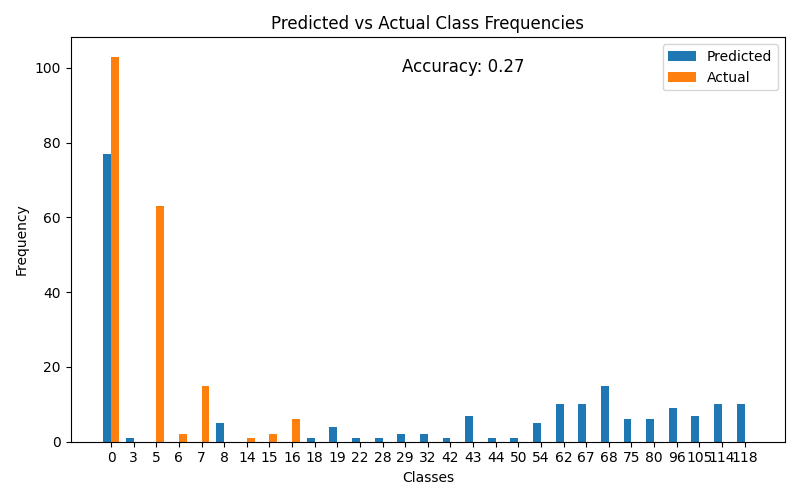 Predicted vs Actual Class Frequencies
Accuracy: 0.27
Predicted
Actual
Frequency
100
80
60
40
20
0
0 3 5 6 7 8 14 15 16 18 19 22 28 29 32 42 43 44 50 54 62 67 68 75 80 96 105 114 118
Classes